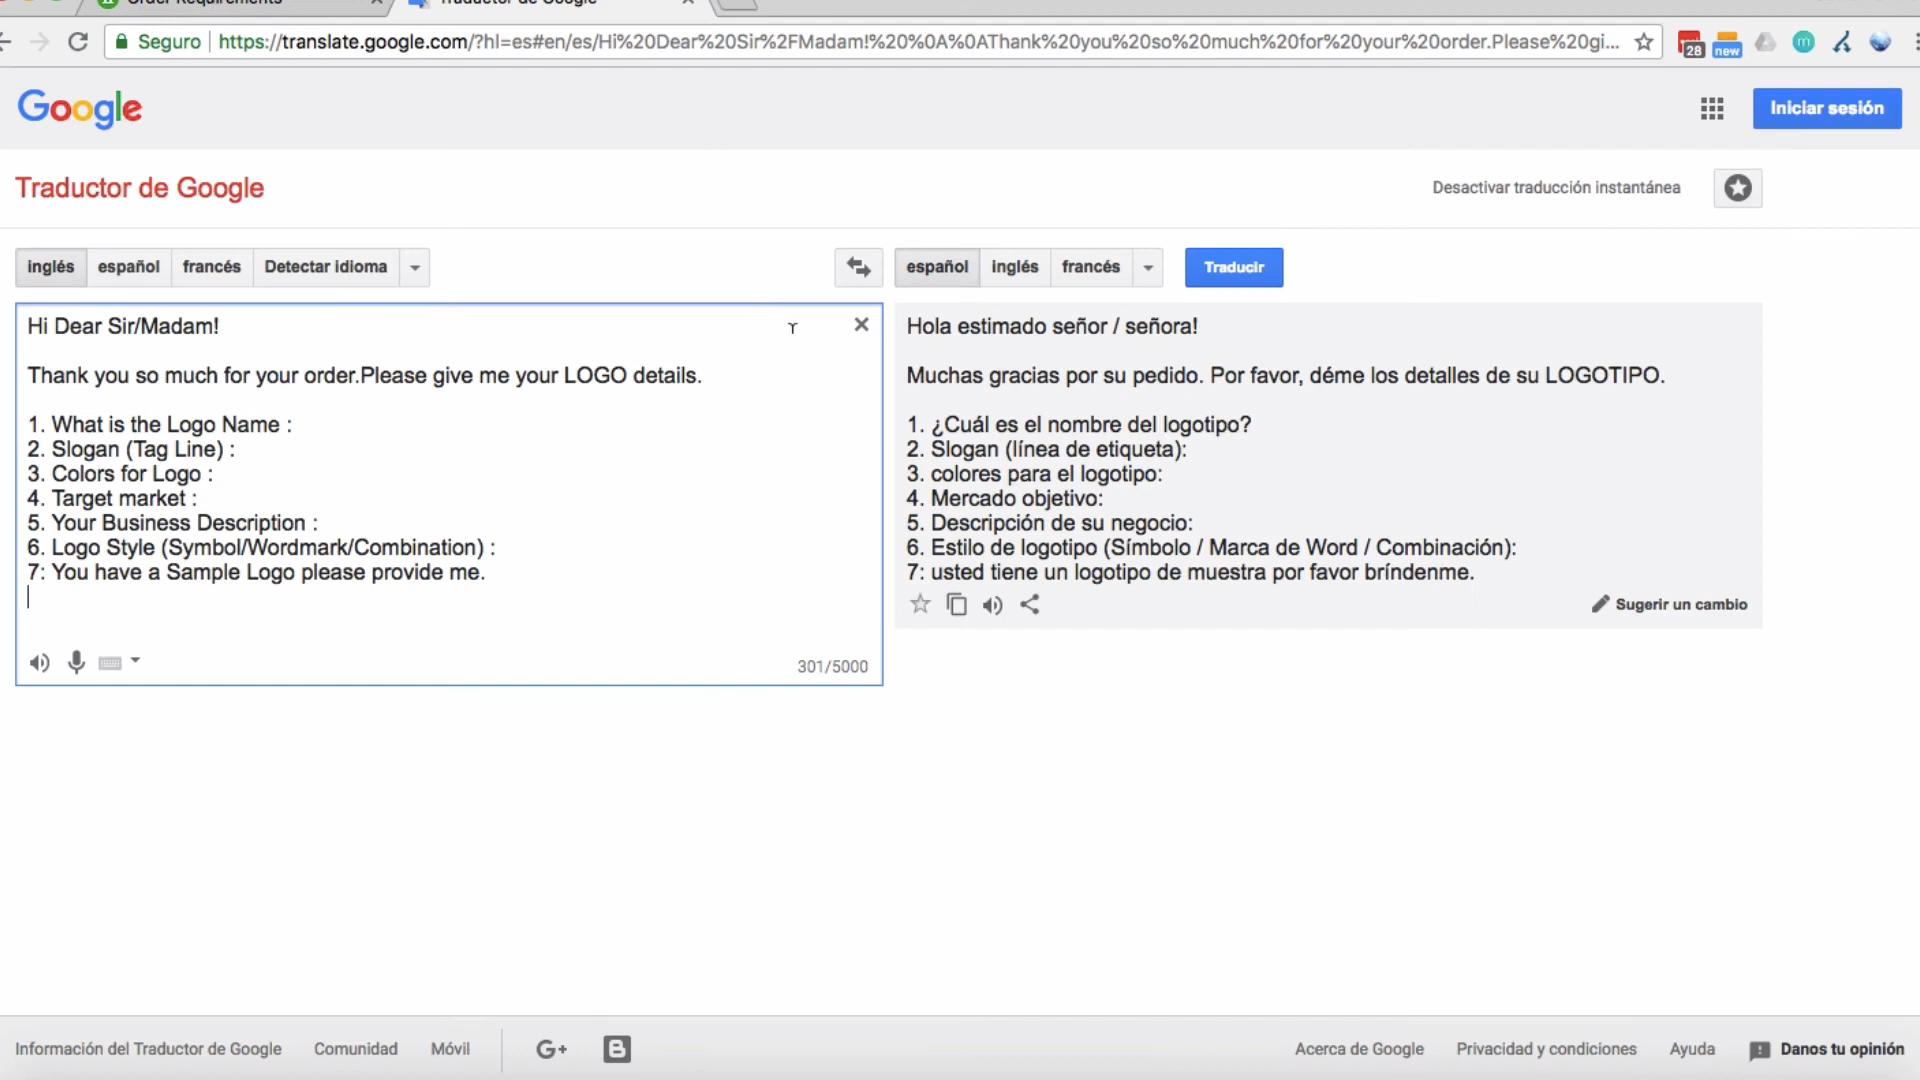 Order Requirements
Traductor de Google
Seguro
https://translate.google.com/?hl=es#en/es/Hi%20Dear%20Sir%2FMadam!%20%0A%0AThank%20you%20so%20much%20for%20your%20order.Please%20gi...
28
new
m
Google
Iniciar sesión
Traductor de Google
Desactivar traducción instantánea
inglés español francés Detectar idioma
español inglés francés
Traducir
Hi Dear Sir/Madam!
Thank you so much for your order.Please give me your LOGO details.
1. What is the Logo Name :
2. Slogan (Tag Line) :
3. Colors for Logo :
4. Target market :
5. Your Business Description :
6. Logo Style (Symbol/Wordmark/Combination) :
7: You have a Sample Logo please provide me.
301/5000
Hola estimado señor / señora!
Muchas gracias por su pedido. Por favor, déme los detalles de su LOGOTIPO.
1. ¿Cuál es el nombre del logotipo?
2. Slogan (línea de etiqueta):
3. colores para el logotipo:
4. Mercado objetivo:
5. Descripción de su negocio:
6. Estilo de logotipo (Símbolo / Marca de Word / Combinación):
7: usted tiene un logotipo de muestra por favor bríndenme.
Sugerir un cambio
Información del Traductor de Google Comunidad Móvil G+ B Acerca de Google Privacidad y condiciones Ayuda Danos tu opinión